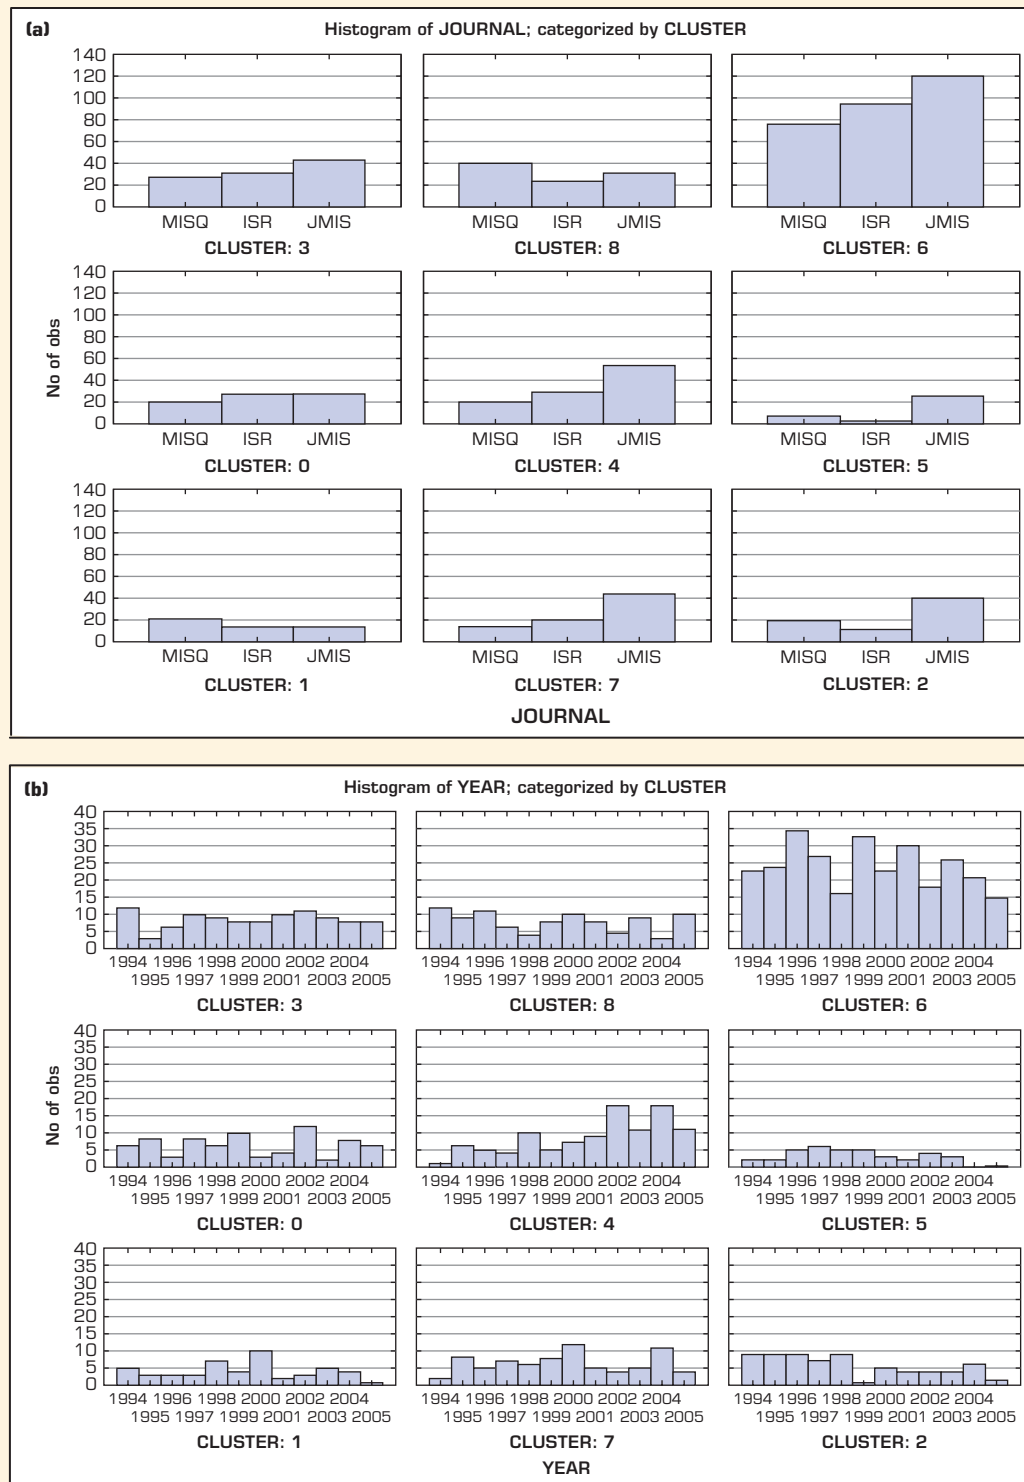 (a)
Histogram of JOURNAL; categorized by CLUSTER
140
120
100
80
60
40
20
0
MISQ ISR JMIS
MISQ ISR JMIS
MISQ ISR JMIS
CLUSTER: 3
CLUSTER: 8
CLUSTER: 6
No of obs
140
120
100
80
60
40
20
0
MISQ ISR JMIS
MISQ ISR JMIS
MISQ ISR JMIS
CLUSTER: 0
CLUSTER: 4
CLUSTER: 5
140
120
100
80
60
40
20
0
MISQ ISR JMIS
MISQ ISR JMIS
MISQ ISR JMIS
CLUSTER: 1
CLUSTER: 7
CLUSTER: 2
JOURNAL
(b)
Histogram of YEAR; categorized by CLUSTER
40
35
30
25
20
15
10
5
0
1994 1996 1998 2000 2002 2004
1995 1997 1999 2001 2003 2005
CLUSTER: 3
1994 1996 1998 2000 2002 2004
1995 1997 1999 2001 2003 2005
CLUSTER: 8
1994 1996 1998 2000 2002 2004
1995 1997 1999 2001 2003 2005
CLUSTER: 6
No of obs
40
35
30
25
20
15
10
5
0
1994 1996 1998 2000 2002 2004
1995 1997 1999 2001 2003 2005
CLUSTER: 0
1994 1996 1998 2000 2002 2004
1995 1997 1999 2001 2003 2005
CLUSTER: 4
1994 1996 1998 2000 2002 2004
1995 1997 1999 2001 2003 2005
CLUSTER: 5
40
35
30
25
20
15
10
5
0
1994 1996 1998 2000 2002 2004
1995 1997 1999 2001 2003 2005
CLUSTER: 1
1994 1996 1998 2000 2002 2004
1995 1997 1999 2001 2003 2005
CLUSTER: 7
1994 1996 1998 2000 2002 2004
1995 1997 1999 2001 2003 2005
CLUSTER: 2
YEAR